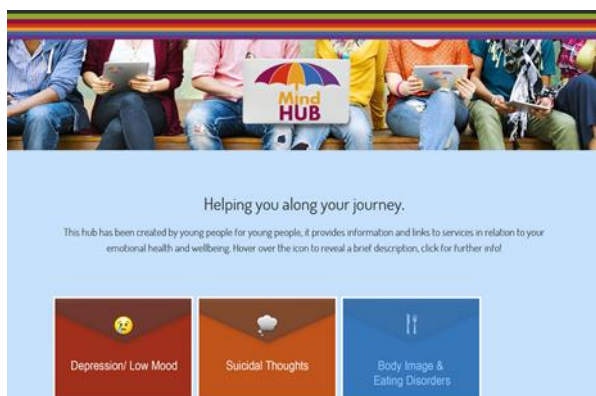 Mind
HUB
Helping you along your journey.
This hub has been created by young people for young people, it provides information and links to services in relation to your
emotional health and wellbeing. Hover over the icon to reveal a brief description, click for further info!
Depression/ Low Mood
Suicidal Thoughts
Body Image &
Eating Disorders